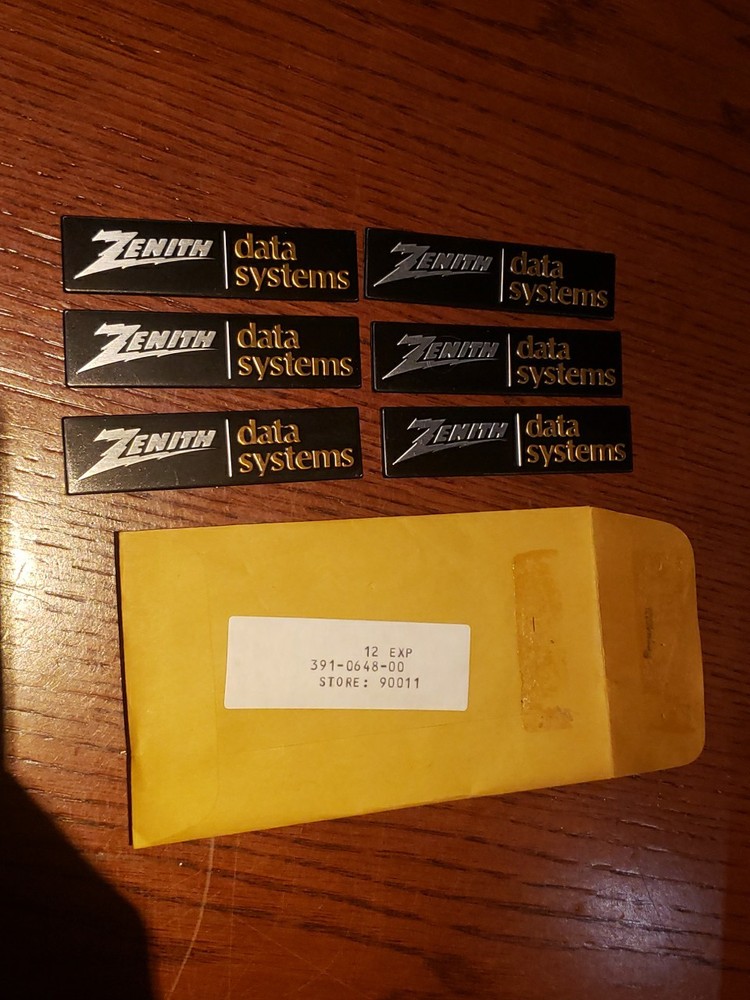 ZENITH data systems
ZENITH data systems
ZENITH data systems
ZENITH data systems
ZENITH data systems
ZENITH data systems
12 EXP
391-0648-00
STORE: 90011